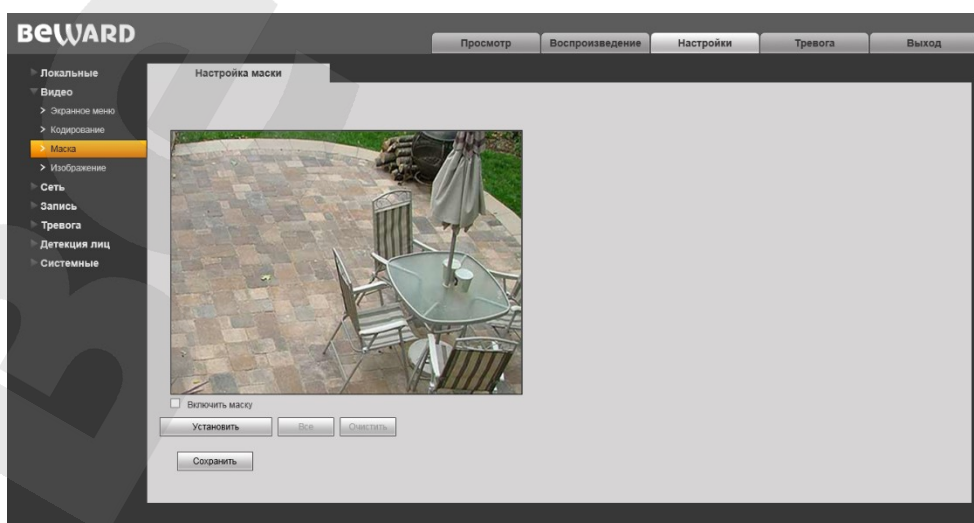 BEWARD
Просмотр
Воспроизведение
Настройки
Тревога
Выход
Локальные
Видео
Экранное меню
Кодирование
Маска
Изображение
Сеть
Запись
Тревога
Детекция лиц
Системные
Настройка маски
Включить маску
Установить
Все
Очистить
Сохранить